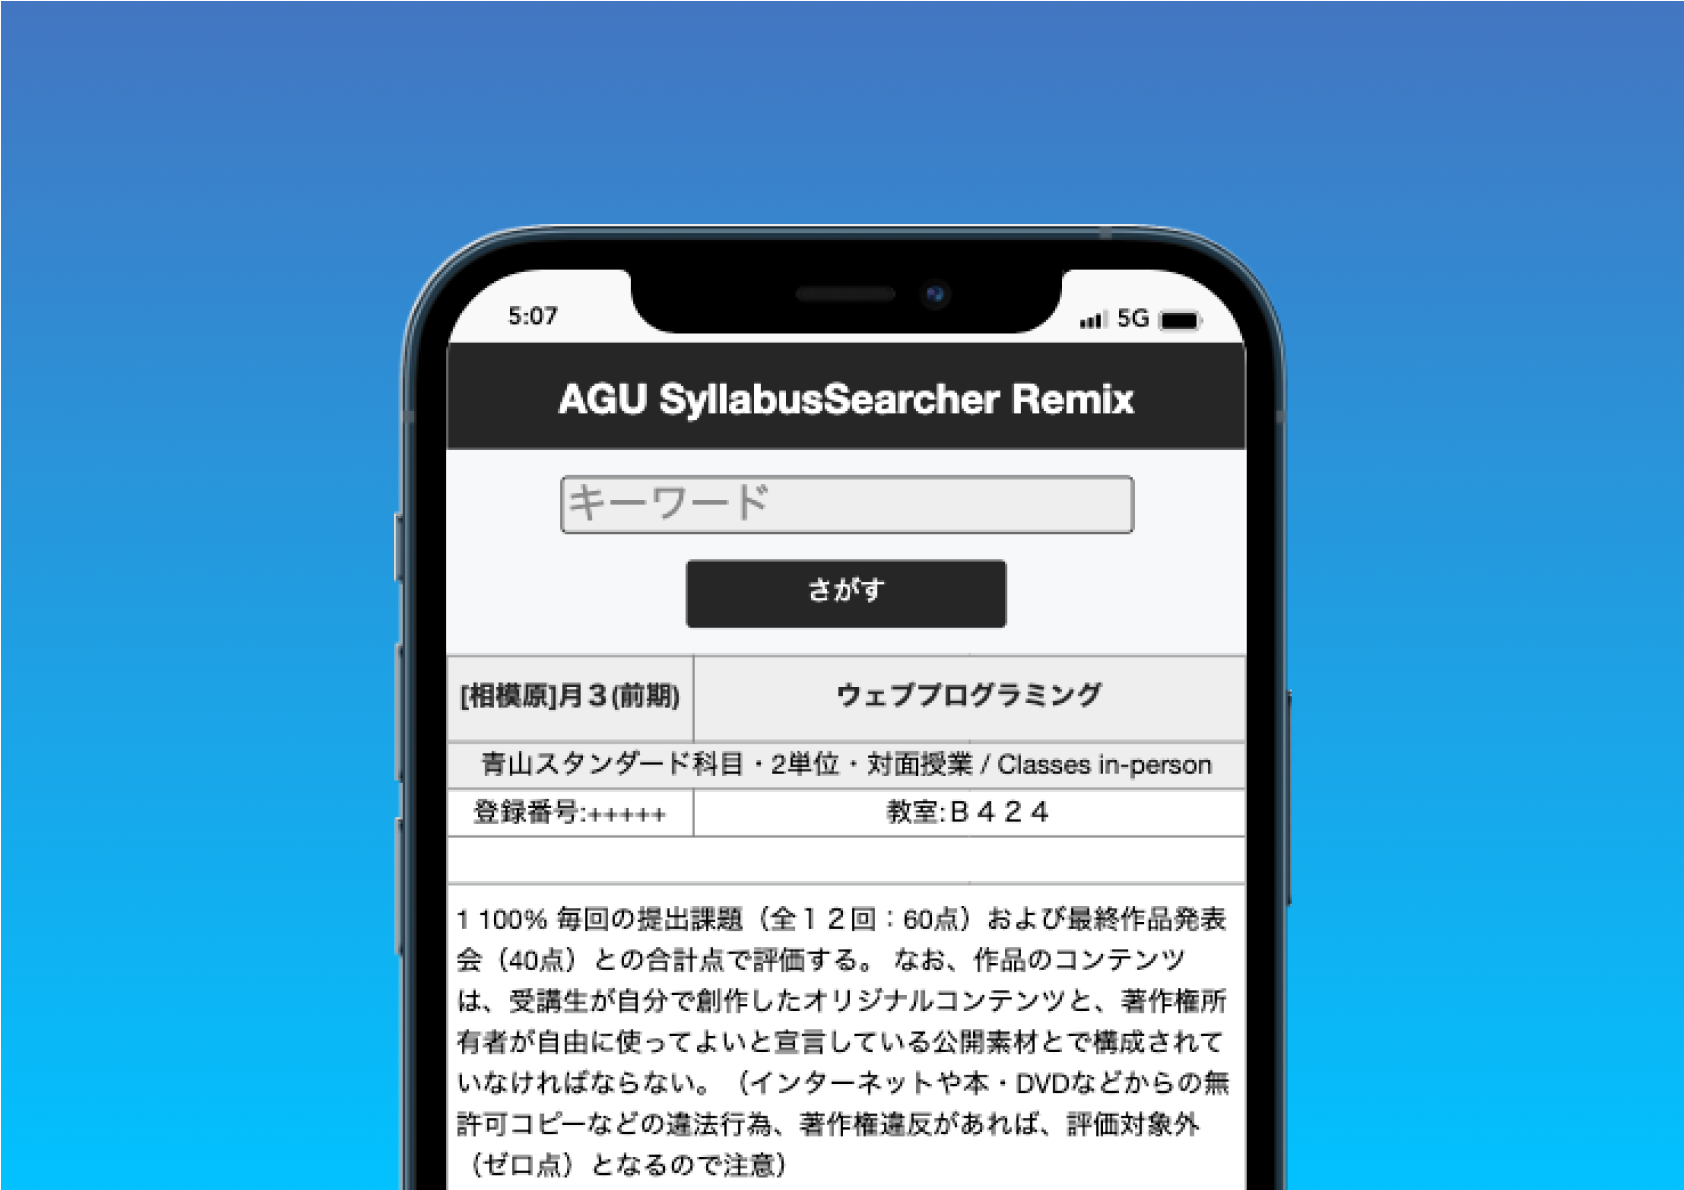 5:07
5G
AGU SyllabusSearcher Remix
キーワード
さがす
[相模原]月３(前期)
ウェブプログラミング
青山スタンダード科目・2単位・対面授業 / Classes in-person
登録番号:+++++
教室:Ｂ４２４
1 100% 毎回の提出課題（全１２回：60点）および最終作品発表
会（40点）との合計点で評価する。 なお、作品のコンテンツ
は、受講生が自分で創作したオリジナルコンテンツと、著作権所
有者が自由に使ってよいと宣言している公開素材とで構成されて
いなければならない。（インターネットや本・DVDなどからの無
許可コピーなどの違法行為、著作権違反があれば、評価対象外
（ゼロ点）となるので注意）